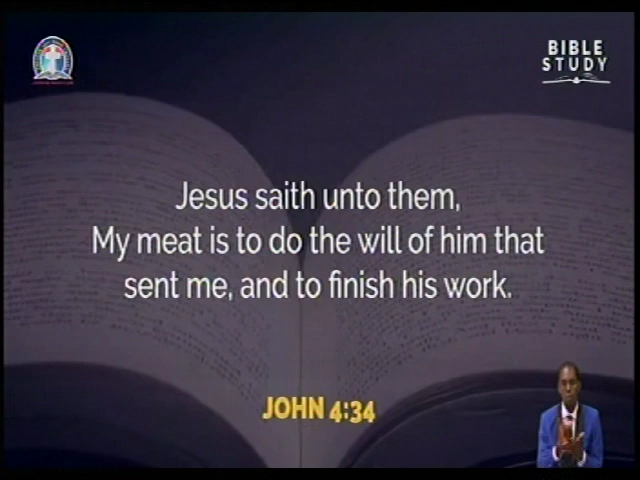 BIBLE
STUDY
Jesus saith unto them,
My meat is to do the will of him that
sent me, and to finish his work.
JOHN 4:34